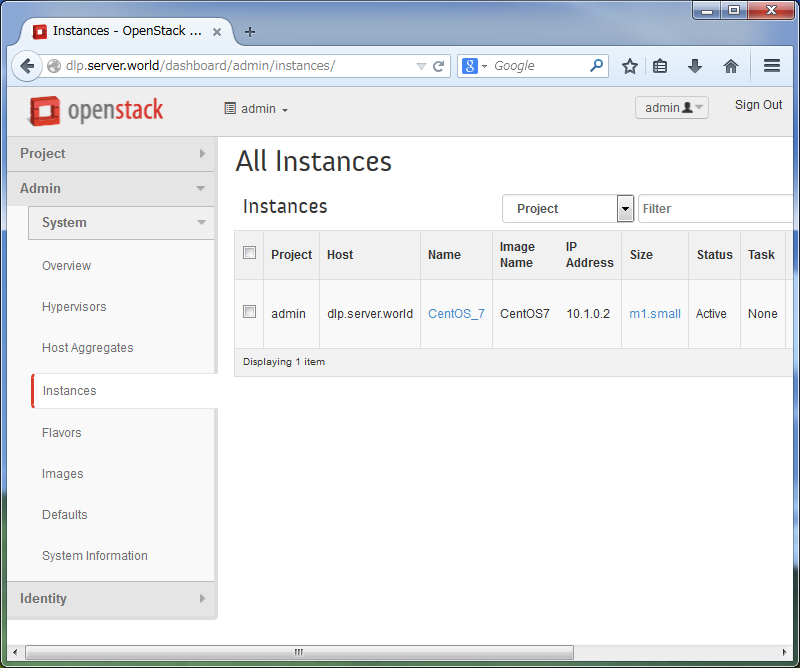 Instances - OpenStack ...
dlp.server.world/dashboard/admin/instances/
Google
openstack
admin
admin
Sign Out
Project
Admin
System
Overview
Hypervisors
Host Aggregates
Instances
Flavors
Images
Defaults
System Information
Identity
All Instances
Instances
Project
Filter
Project Host Name Image Name IP Address Size Status Task
admin dlp.server.world CentOS_7 CentOS7 10.1.0.2 m1.small Active None
Displaying 1 item